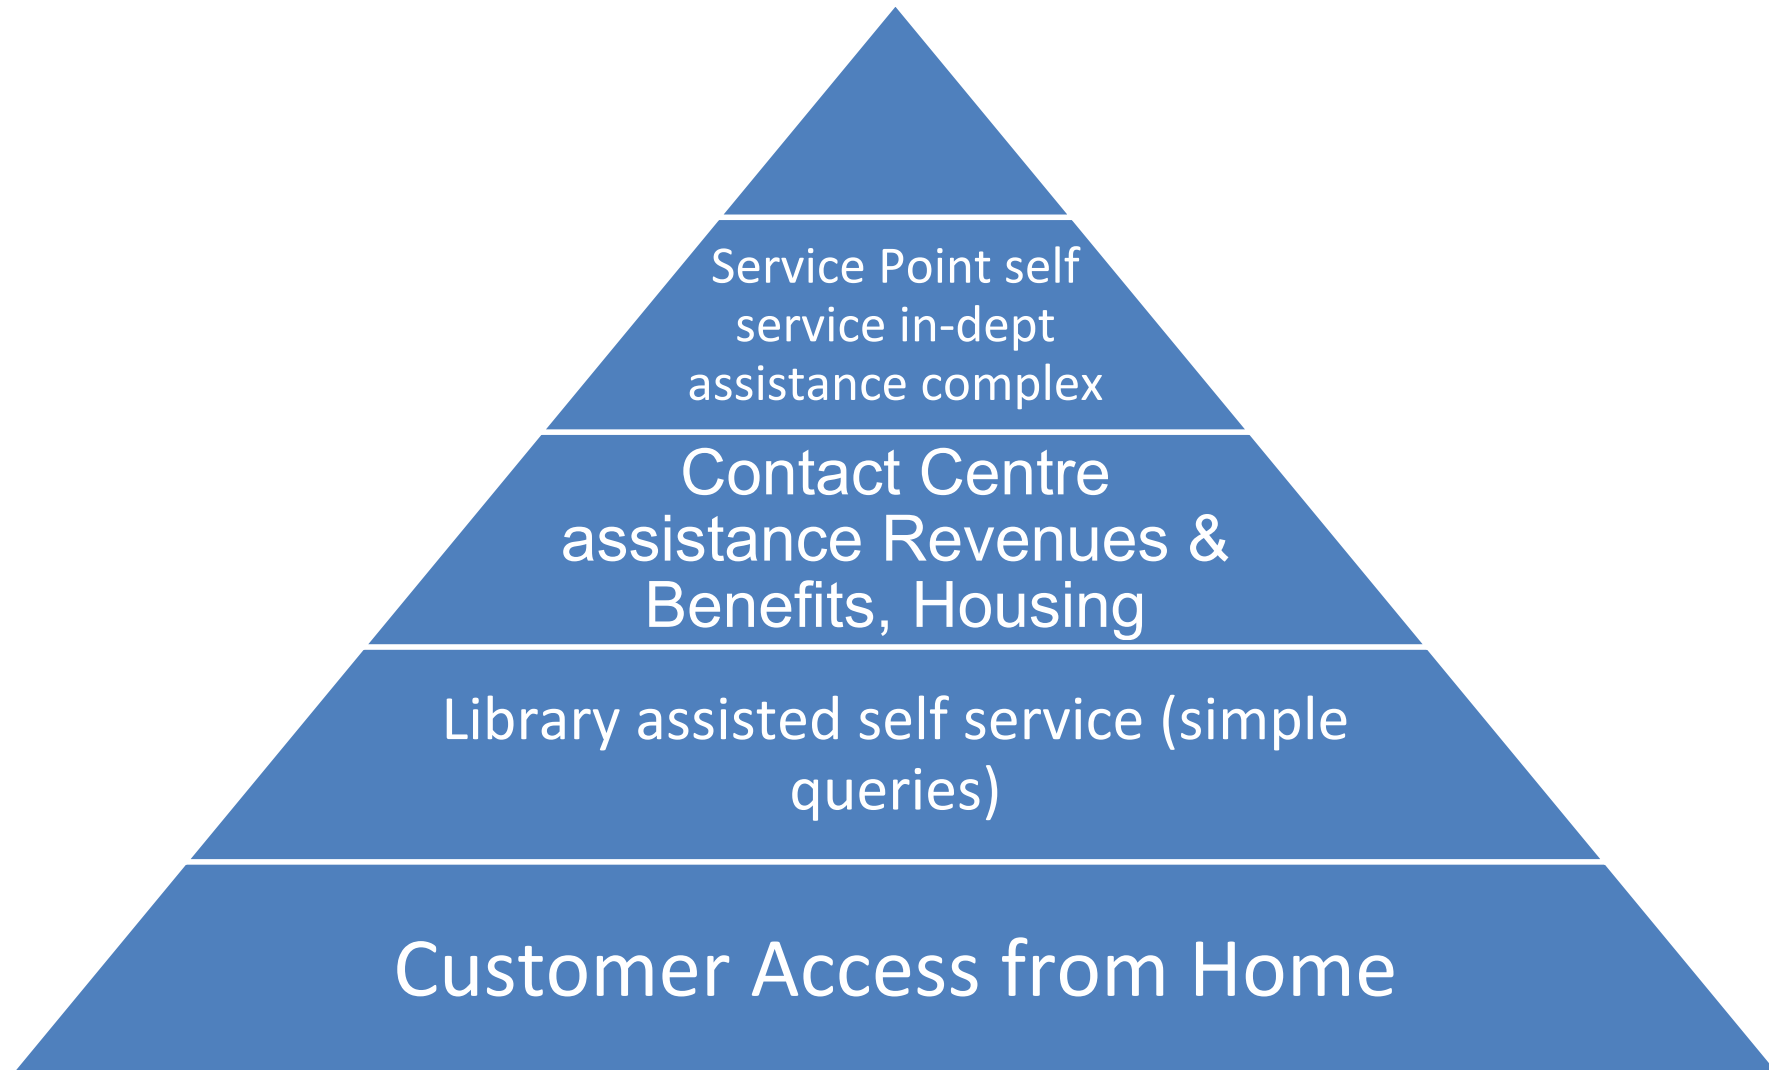 Service Point self
service in-dept
assistance complex
Contact Centre
assistance Revenues &
Benefits, Housing
Library assisted self service (simple
queries)
Customer Access from Home